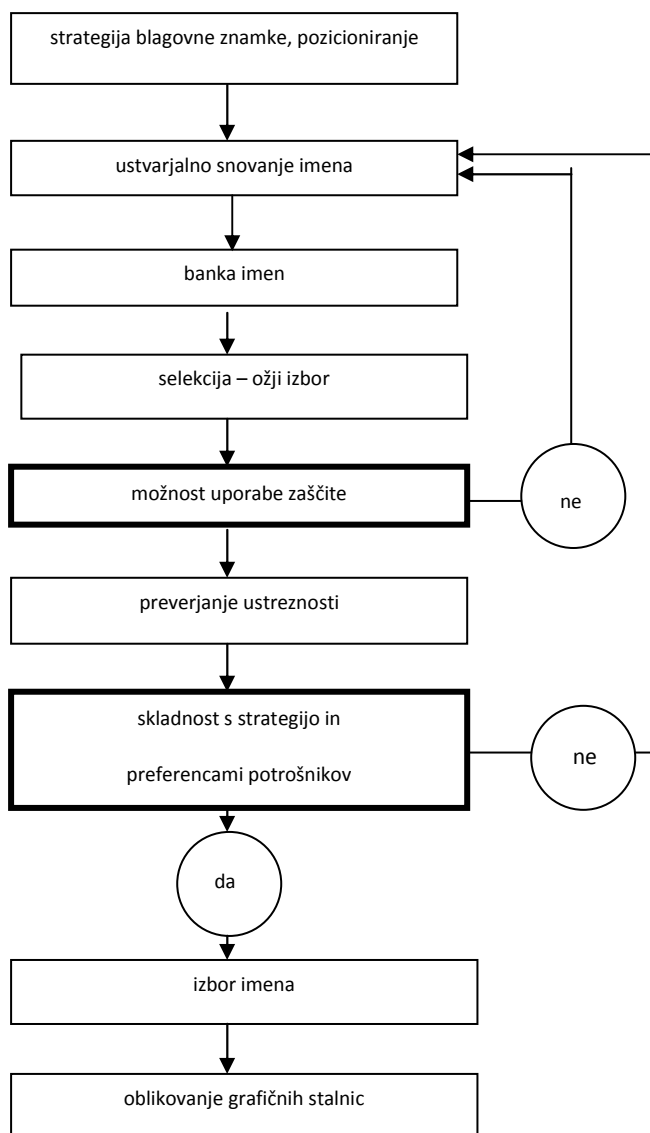 strategija blagovne znamke, pozicioniranje
ustvarjalno snovanje imena
banka imen
selekcija – ožji izbor
možnost uporabe zaščite
ne
preverjanje ustreznosti
skladnost s strategijo in
preferencami potrošnikov
ne
da
izbor imena
oblikovanje grafičnih stalnic